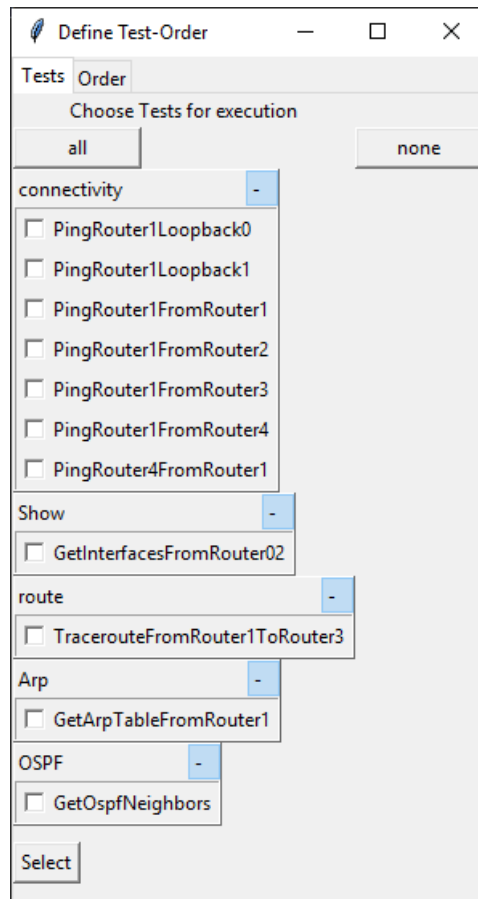 Define Test-Order
Tests Order
Choose Tests for execution
all none
connectivity -
PingRouter1Loopback0
PingRouter1Loopback1
PingRouter1FromRouter1
PingRouter1FromRouter2
PingRouter1FromRouter3
PingRouter1FromRouter4
PingRouter4FromRouter1
Show -
GetInterfacesFromRouter02
route -
TracerouteFromRouter1ToRouter3
Arp -
GetArpTableFromRouter1
OSPF -
GetOspfNeighbors
Select